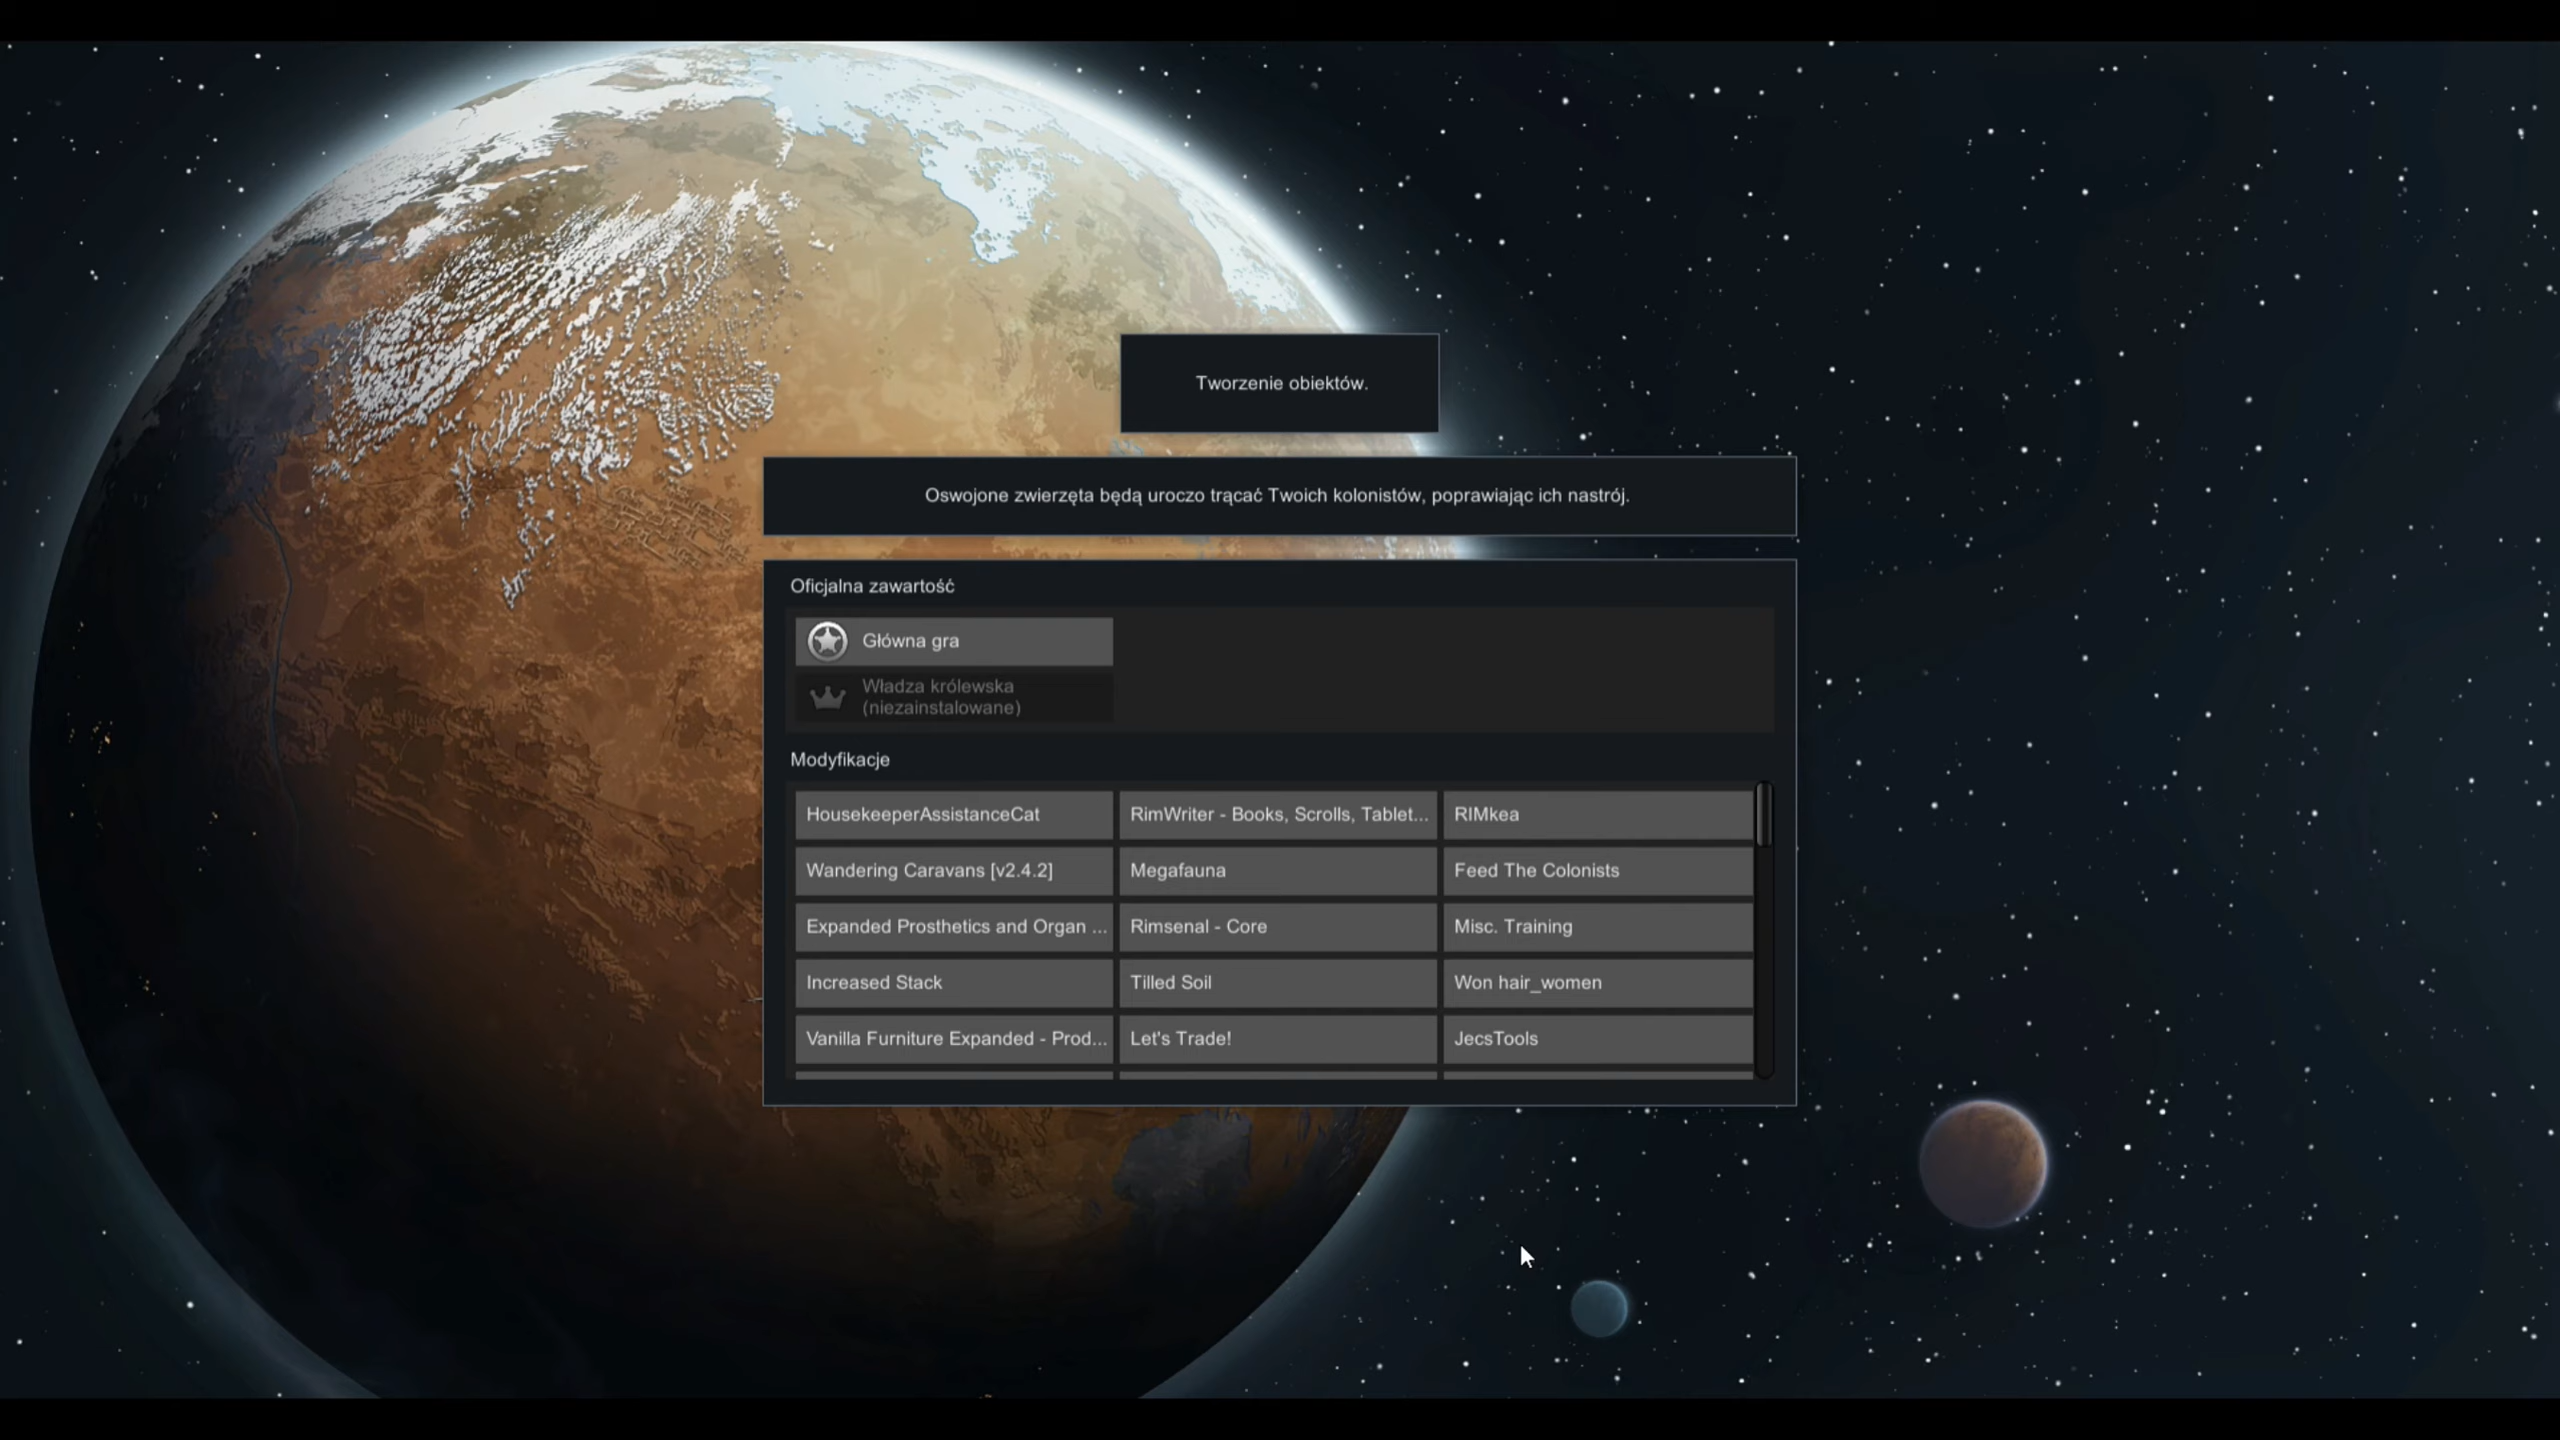 Tworzenie obiektów.
Oswojone zwierzęta będą uroczo trącać Twoich kolonistów, poprawiając ich nastrój.
Oficjalna zawartość
Główna gra
Władza królewska
(niezainstalowane)
Modyfikacje
HousekeeperAssistanceCat
RimWriter - Books, Scrolls, Tablet...
RIMkea
Wandering Caravans [v2.4.2]
Megafauna
Feed The Colonists
Expanded Prosthetics and Organ ...
Rimsenal - Core
Misc. Training
Increased Stack
Tilled Soil
Won hair_women
Vanilla Furniture Expanded - Prod...
Let's Trade!
JecsTools